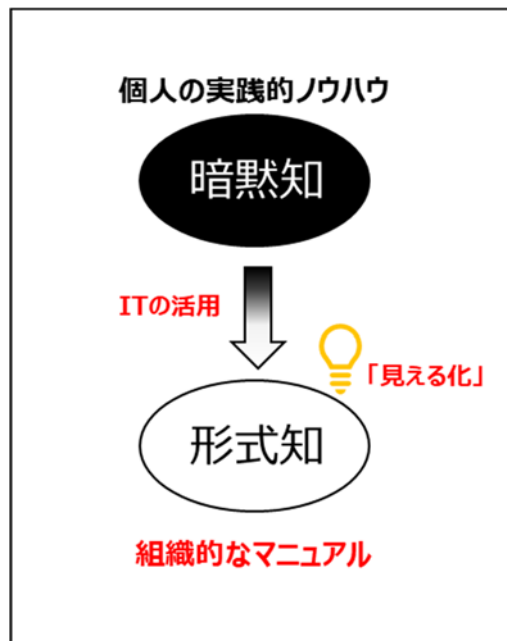 個人の実践的ノウハウ
暗黙知
ITの活用
「見える化」
形式知
組織的なマニュアル